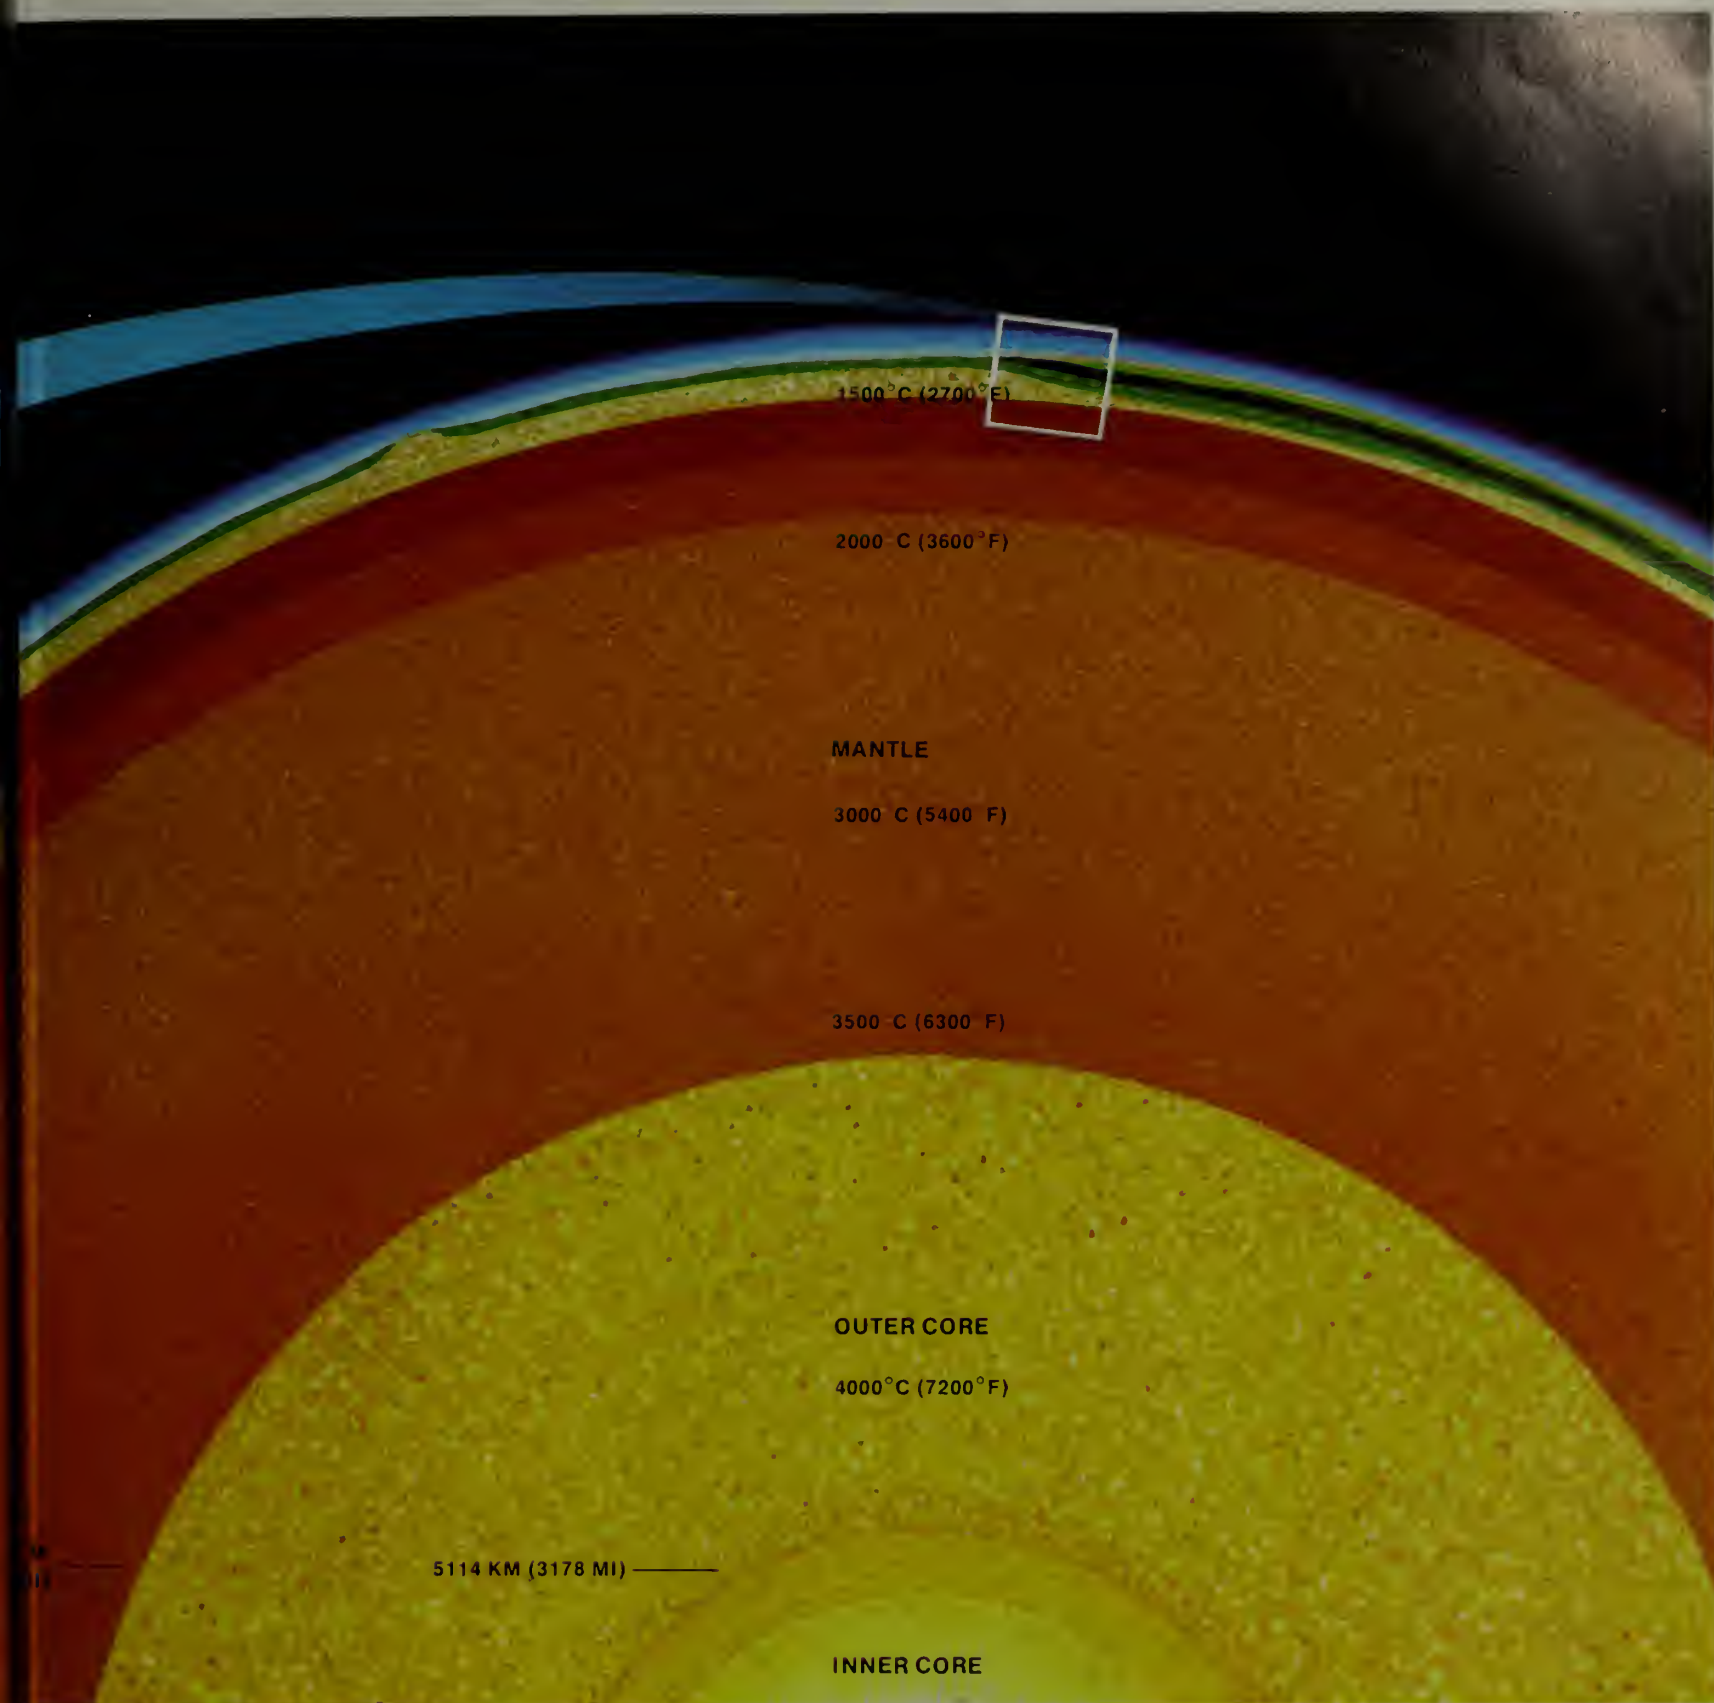 1500°C (2700°F)
2000 C (3600°F)
MANTLE
3000 C (5400 F)
3500 C (6300 F)
OUTER CORE
4000°C (7200°F)
5114 KM (3178 MI)
INNER CORE